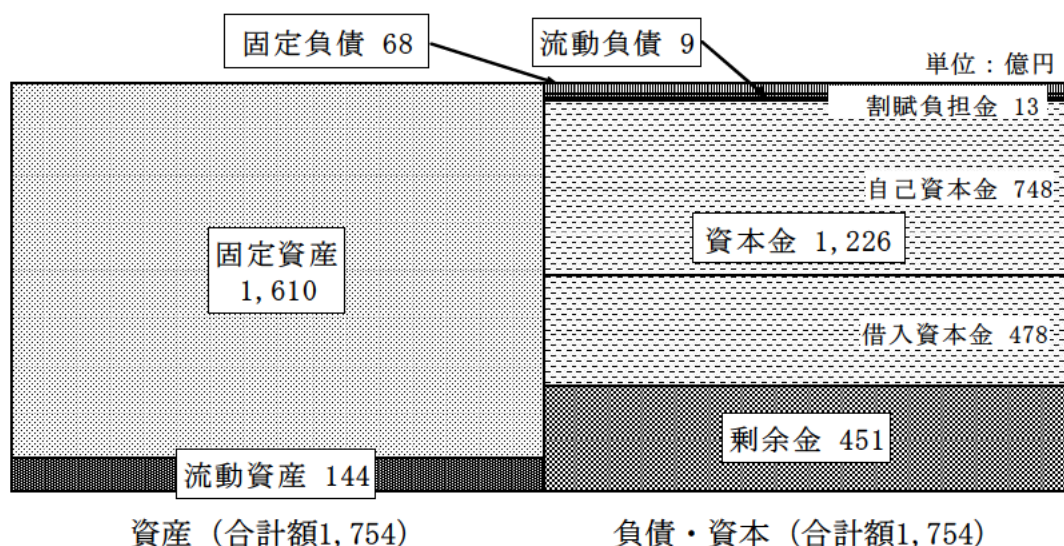 固定負債 68
流動負債 9
単位：億円
割賦負担金 13
自己資本金 748
資本金 1,226
固定資産
1,610
借入資本金 478
剰余金 451
流動資産 144
資産（合計額1,754）
負債・資本（合計額1,754）